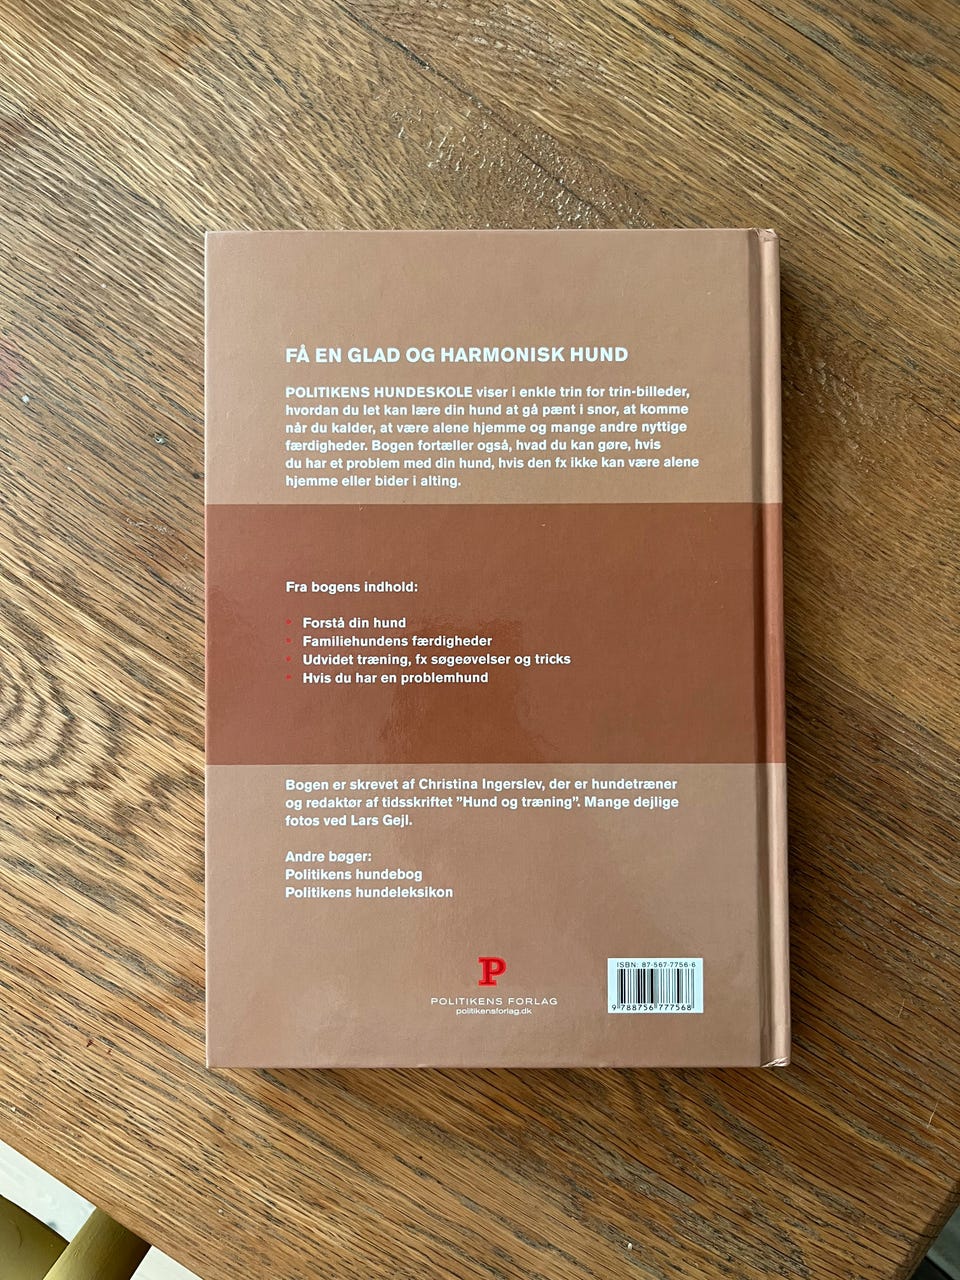 FÅ EN GLAD OG HARMONISK HUND
POLITIKENS HUNDESKOLE viser i enkle trin for trin-billeder,
hvordan du let kan lære din hund at gå pænt i snor, at komme
når du kalder, at være alene hjemme og mange andre nyttige
færdigheder. Bogen fortæller også, hvad du kan gøre, hvis
du har et problem med din hund, hvis den fx ikke kan være alene
hjemme eller bider i alting.
Fra bogens indhold:
• Forstå din hund
• Familiehundens færdigheder
• Udvidet træning, fx søgeøvelser og tricks
• Hvis du har en problemhund
Bogen er skrevet af Christina Ingerslev, der er hundetræner
og redaktør af tidsskriftet ”Hund og træning”. Mange dejlige
fotos ved Lars Gejl.
Andre bøger:
Politikens hundebog
Politikens hundeleksikon
P
POLITIKENS FORLAG
politikensforlag.dk
ISBN: 87-567-7756-6
9 788756 777568